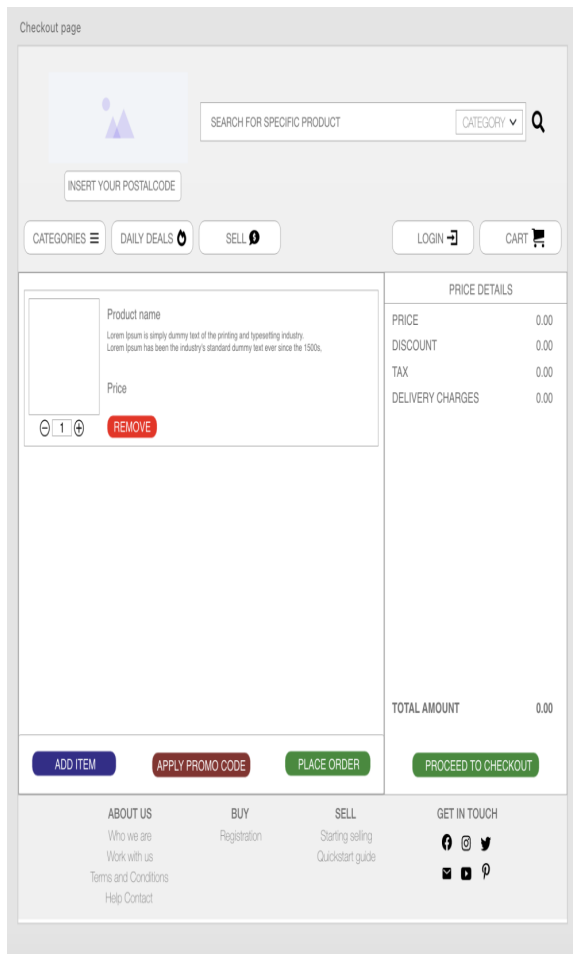 Checkout page
SEARCH FOR SPECIFIC PRODUCT
CATEGORY
INSERT YOUR POSTALCODE
CATEGORIES
DAILY DEALS
SELL
LOGIN
CART
Product name
Lorem Ipsum is simply dummy text of the printing and typesetting industry.
Lorem Ipsum has been the industry's standard dummy text ever since the 1500s,
Price
1
REMOVE
PRICE DETAILS
PRICE 0.00
DISCOUNT 0.00
TAX 0.00
DELIVERY CHARGES 0.00
TOTAL AMOUNT 0.00
ADD ITEM
APPLY PROMO CODE
PLACE ORDER
PROCEED TO CHECKOUT
ABOUT US
Who we are
Work with us
Terms and Conditions
Help Contact
BUY
Registration
SELL
Starting selling
Quickstart guide
GET IN TOUCH